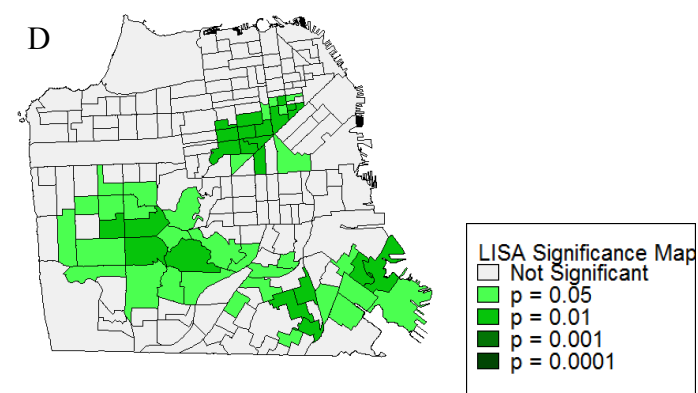 D
LISA Significance Map
Not Significant
p = 0.05
p = 0.01
p = 0.001
p = 0.0001